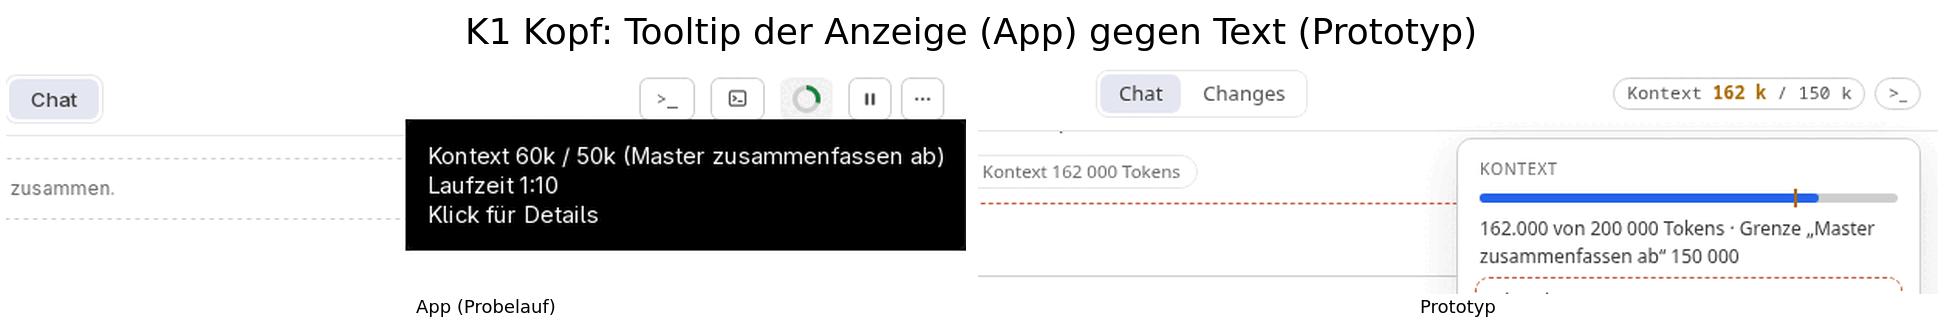 K1 Kopf: Tooltip der Anzeige (App) gegen Text (Prototyp)
Chat
>_
...
Kontext 60k / 50k (Master zusammenfassen ab)
Laufzeit 1:10
Klick für Details
zusammen.
App (Probelauf)
Chat Changes
Kontext 162 k / 150 k
>_
Kontext 162 000 Tokens
KONTEXT
162.000 von 200 000 Tokens · Grenze „Master
zusammenfassen ab“ 150 000
Prototyp